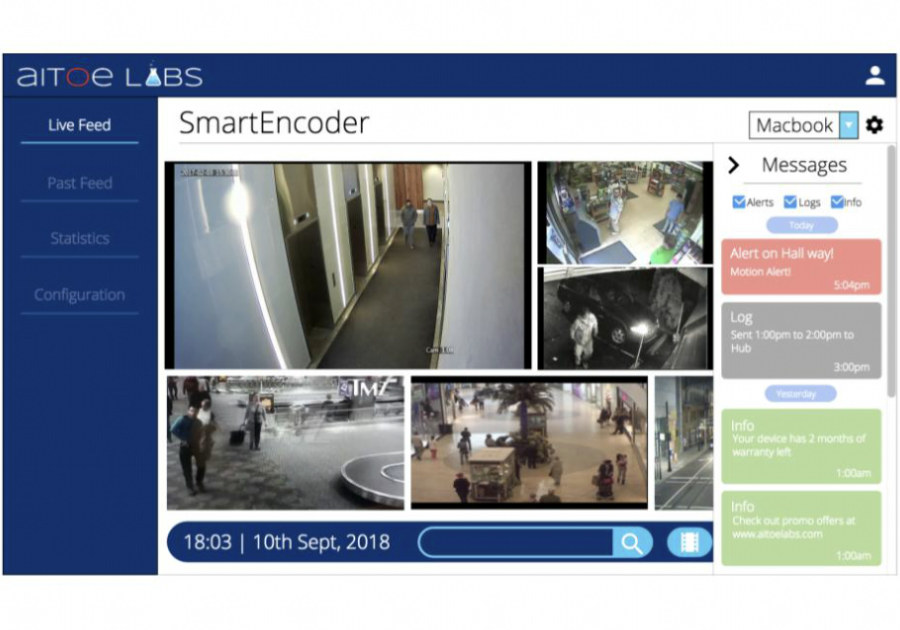 aITOe LABS
Live Feed
Past Feed
Statistics
Configuration
SmartEncoder
Macbook
TMZ
18:03 | 10th Sept, 2018
Messages
Alerts Logs Info
Today
Alert on Hall way!
Motion Alert!
5:04pm
Log
Sent 1:00pm to 2:00pm to
Hub
3:00pm
Yesterday
Info
Your device has 2 months of
warranty left
1:00am
Info
Check out promo offers at
www.aitoelabs.com
1:00am